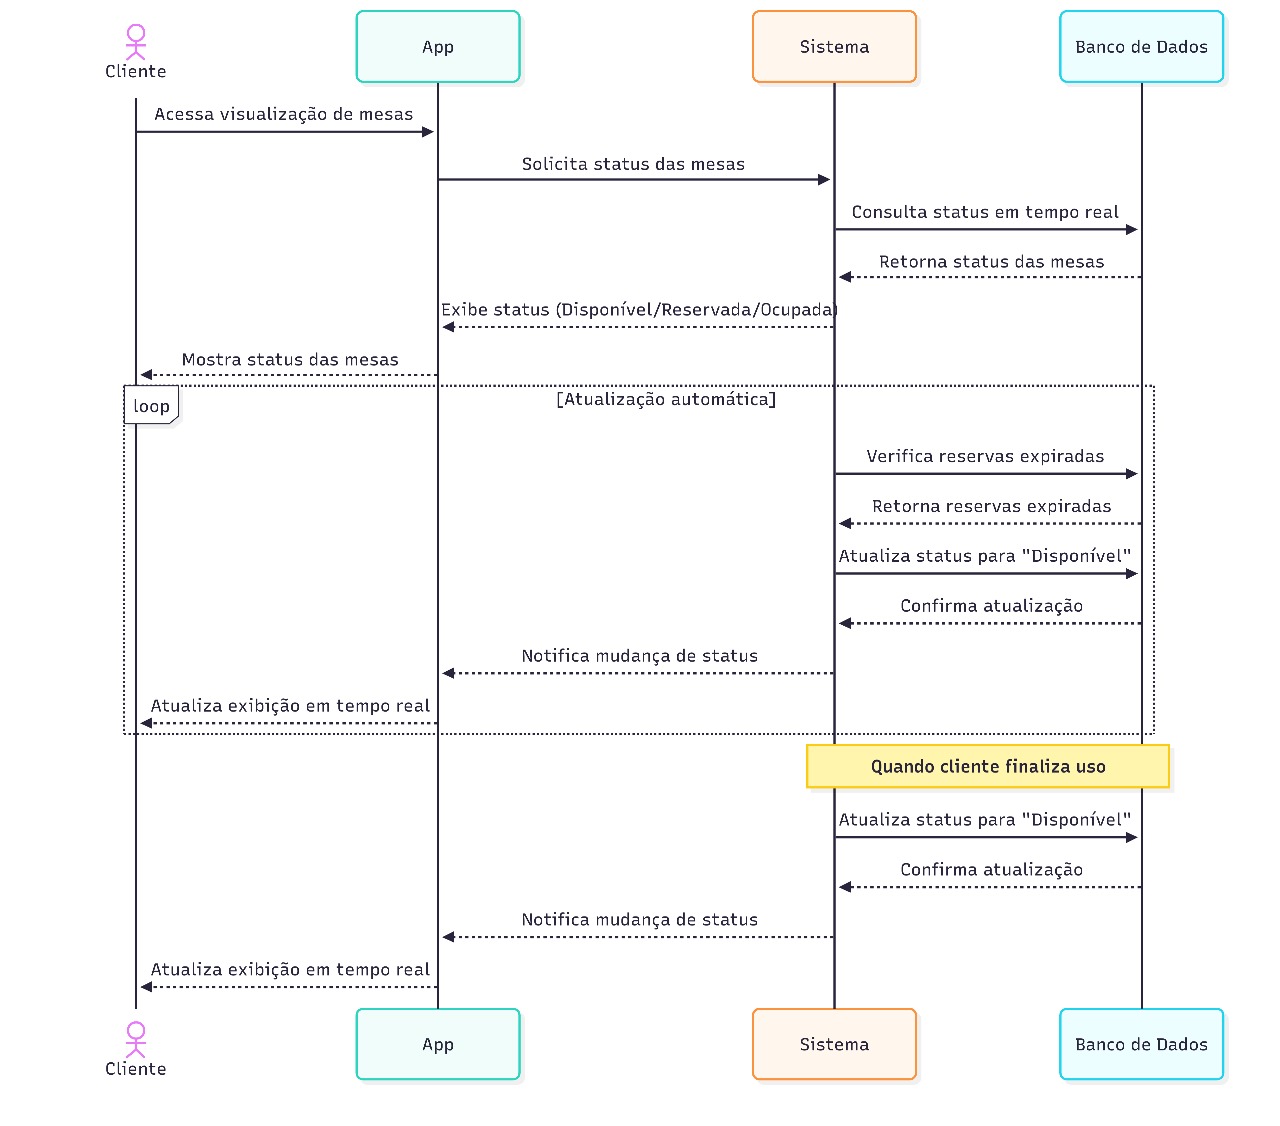 Cliente
App
Sistema
Banco de Dados
Acessa visualização de mesas
Solicita status das mesas
Consulta status em tempo real
Retorna status das mesas
Exibe status (Disponível/Reservada/Ocupada)
Mostra status das mesas
loop
[Atualização automática]
Verifica reservas expiradas
Retorna reservas expiradas
Atualiza status para "Disponível"
Confirma atualização
Notifica mudança de status
Atualiza exibição em tempo real
Quando cliente finaliza uso
Atualiza status para "Disponível"
Confirma atualização
Notifica mudança de status
Atualiza exibição em tempo real
Cliente
App
Sistema
Banco de Dados